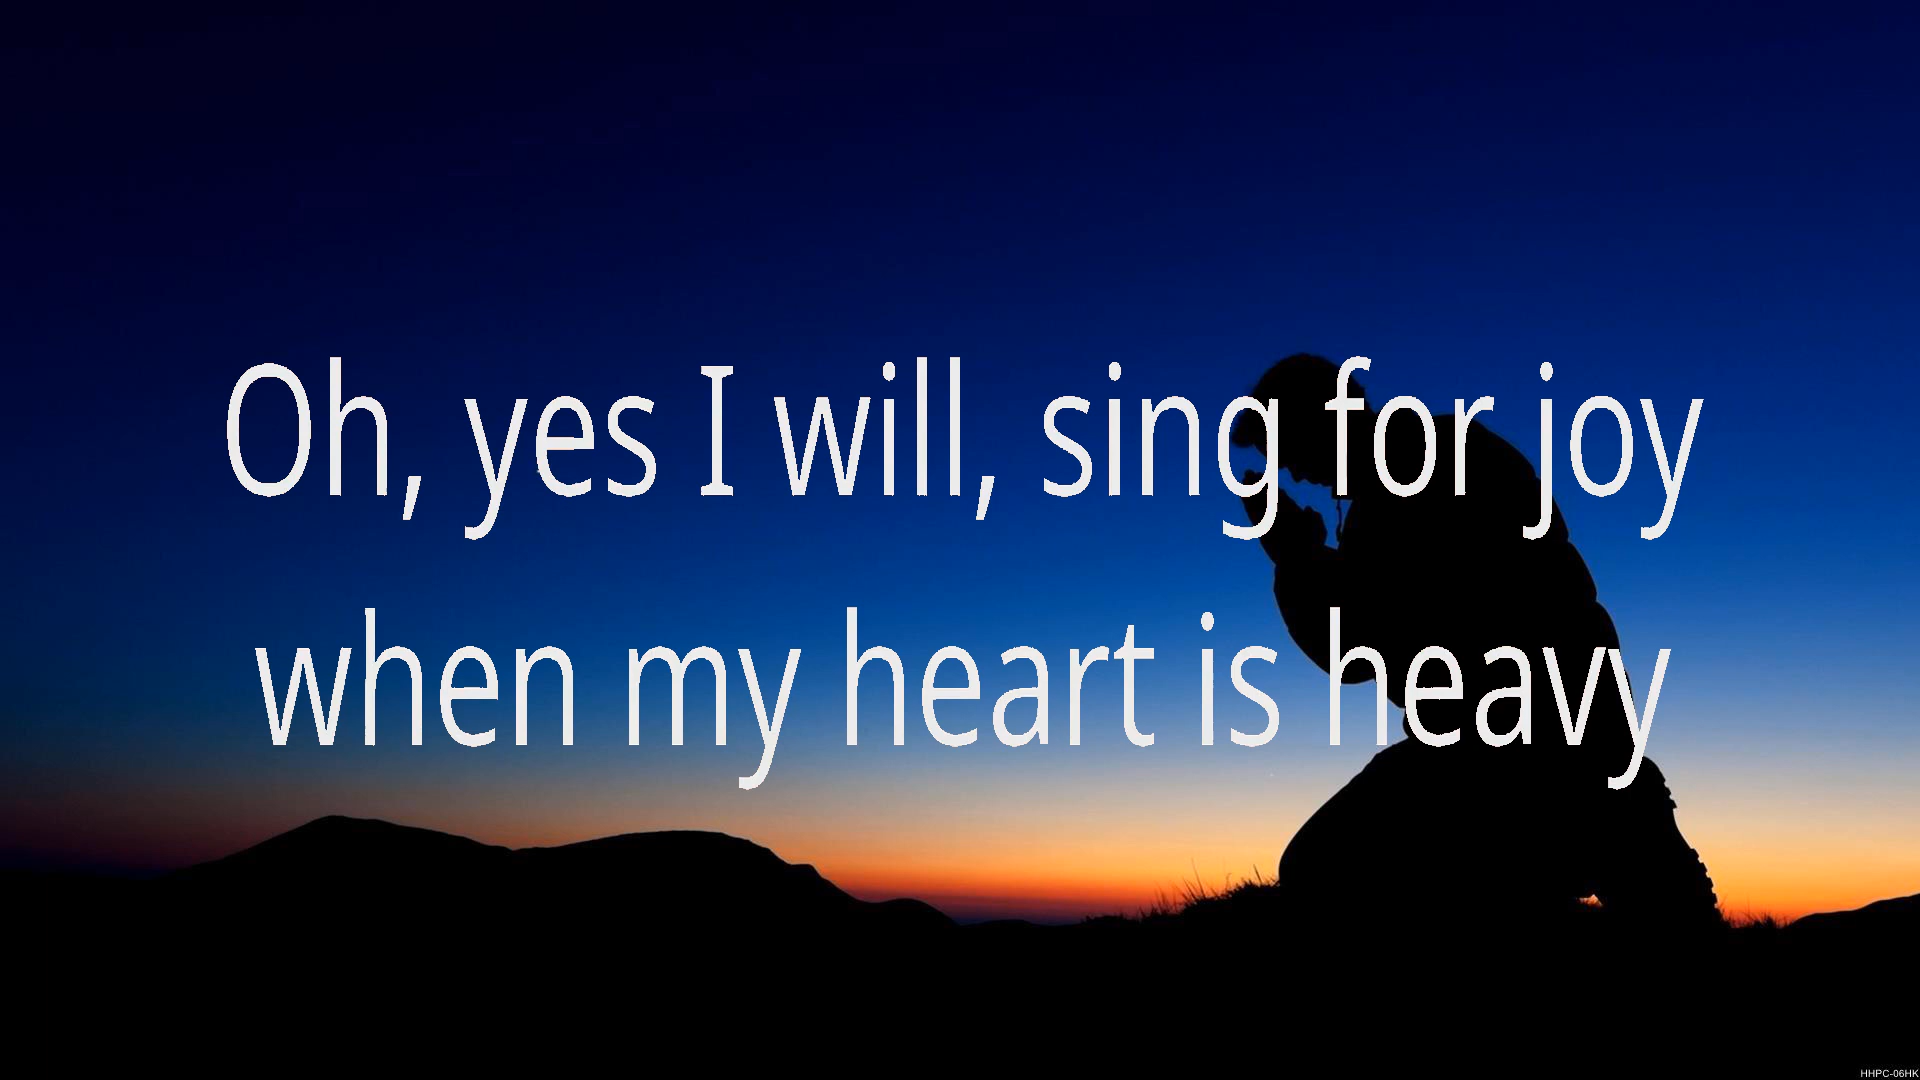 Oh, yes I will, sing for joy
when my heart is heavy
HHPC-06HK